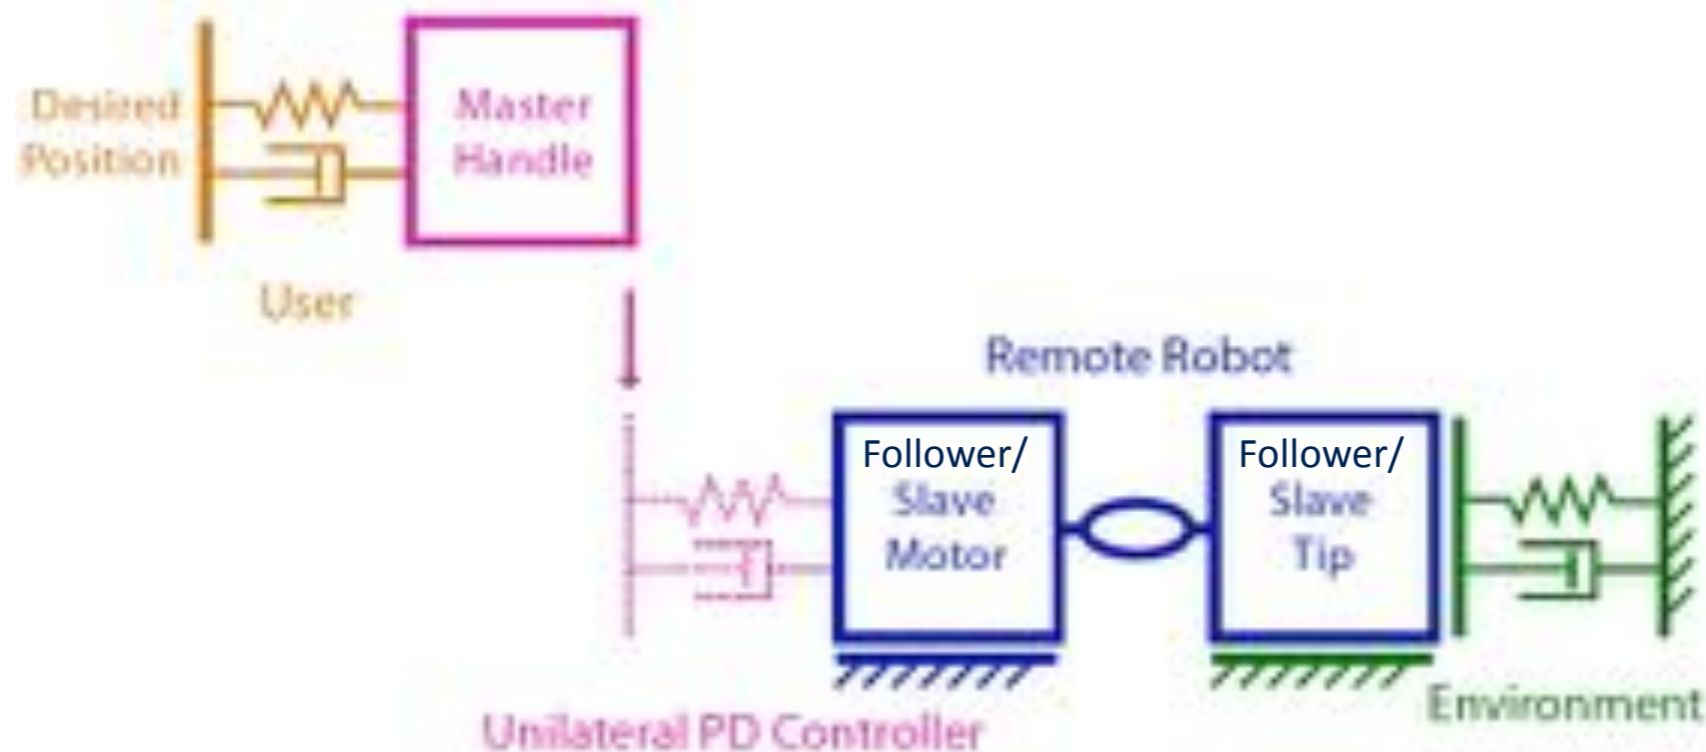 Desired
Position
Master
Handle
User
Remote Robot
Follower/
Slave
Motor
Follower/
Slave
Tip
Environment
Unilateral PD Controller